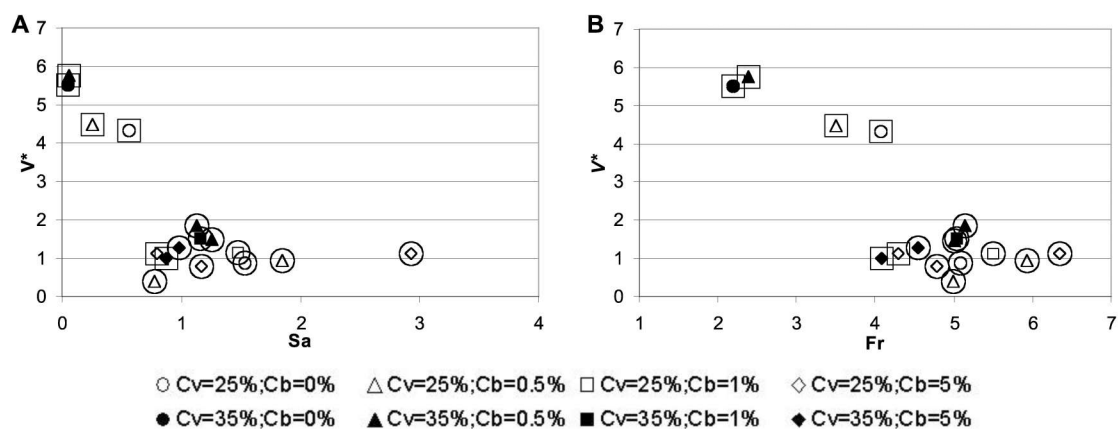 A
B
7
6
5
4
3
2
1
0
V*
0 1 2 3 4
Sa
7
6
5
4
3
2
1
0
V*
1 2 3 4 5 6 7
Fr
Cv=25%;Cb=0% Cv=25%;Cb=0.5% Cv=25%;Cb=1% Cv=25%;Cb=5%
Cv=35%;Cb=0% Cv=35%;Cb=0.5% Cv=35%;Cb=1% Cv=35%;Cb=5%